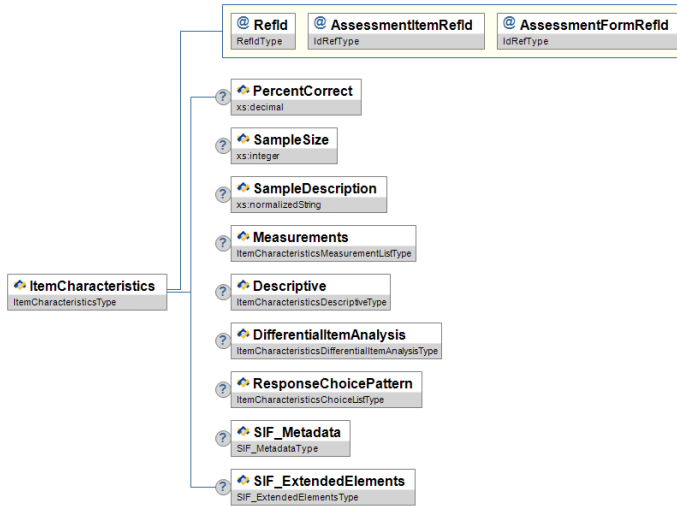 @ RefId
RefIdType
@ AssessmentItemRefId
IdRefType
@ AssessmentFormRefId
IdRefType
? PercentCorrect
xs:decimal
? SampleSize
xs:integer
? SampleDescription
xs:normalizedString
? Measurements
ItemCharacteristicsMeasurementListType
ItemCharacteristics
ItemCharacteristicsType
? Descriptive
ItemCharacteristicsDescriptiveType
? DifferentialItemAnalysis
ItemCharacteristicsDifferentialItemAnalysisType
? ResponseChoicePattern
ItemCharacteristicsChoiceListType
? SIF_Metadata
SIF_MetadataType
? SIF_ExtendedElements
SIF_ExtendedElementsType